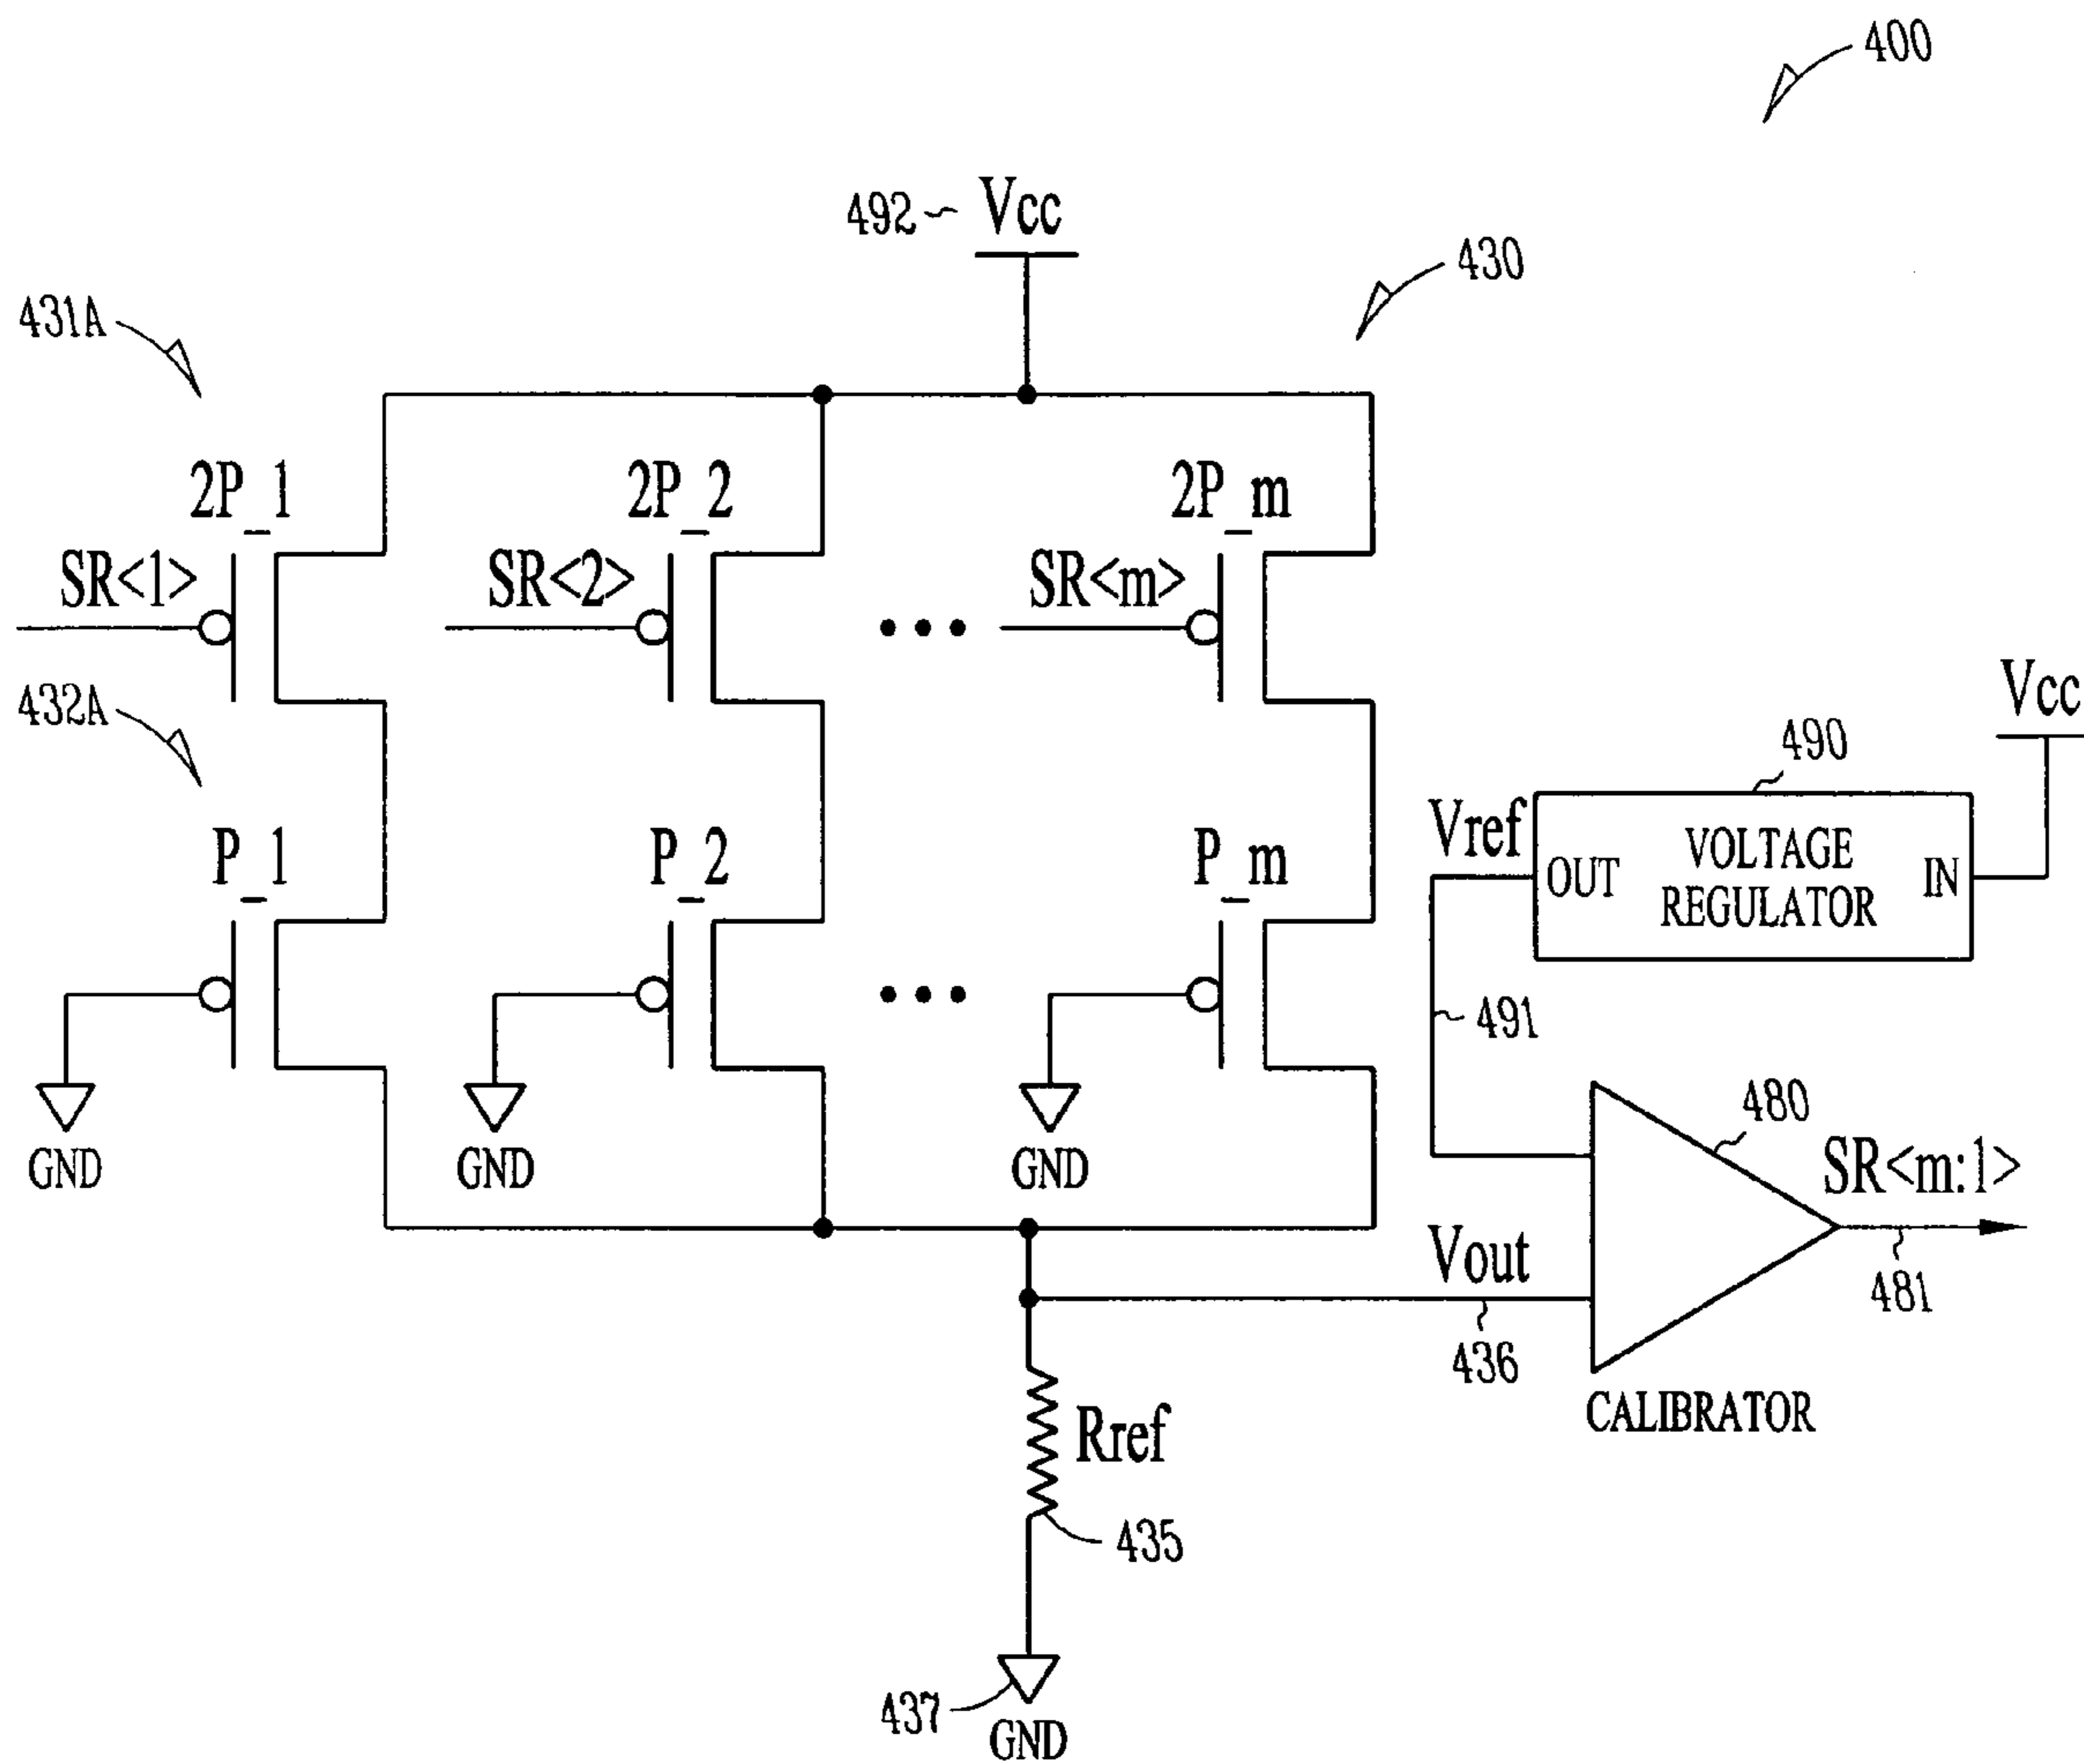 400
492 Vcc
430
431A
2P_1
2P_2
2P_m
SR<1>
SR<2>
SR<m>
432A
Vcc
490
P_1
P_2
P_m
Vref
OUT
VOLTAGE
REGULATOR
IN
491
480
GND
GND
GND
SR<m:1>
Vout
481
436
CALIBRATOR
Rref
435
437
GND